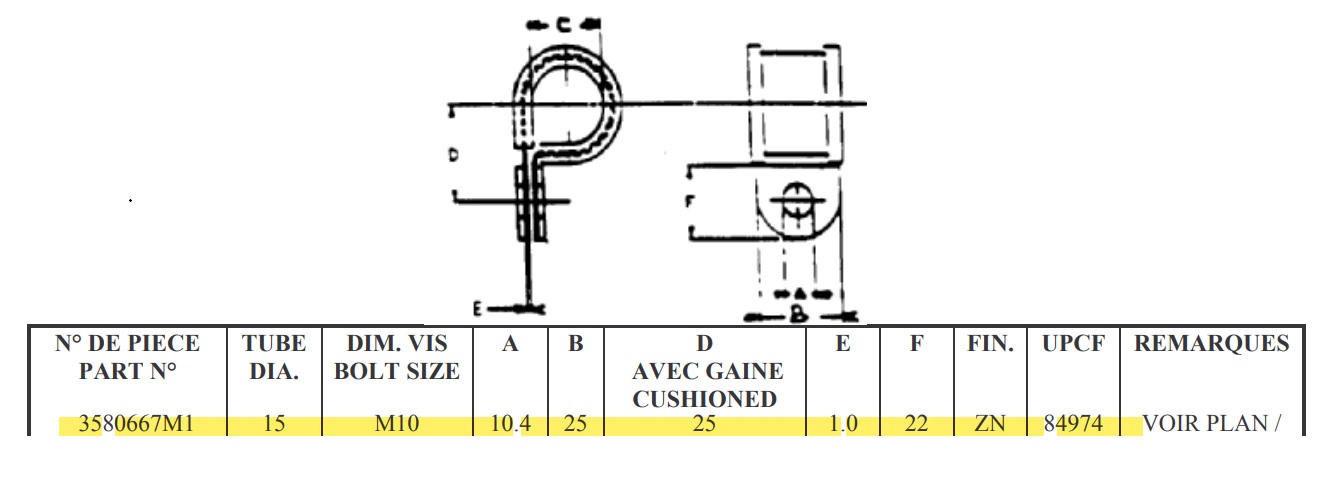 C
D
F
E
A
B
N° DE PIECE TUBE DIM. VIS A B D E F FIN. UPCF REMARQUES
PART N° DIA. BOLT SIZE AVEC GAINE
CUSHIONED
3580667M1 15 M10 10.4 25 25 1.0 22 ZN 84974 VOIR PLAN /